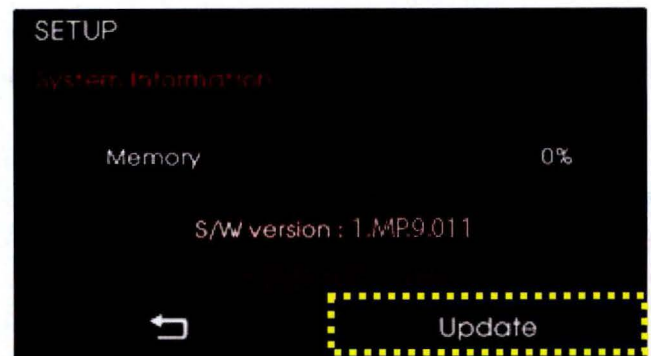 SETUP
System Information
Memory 0%
S/W version : 1.MP.9.011
Update